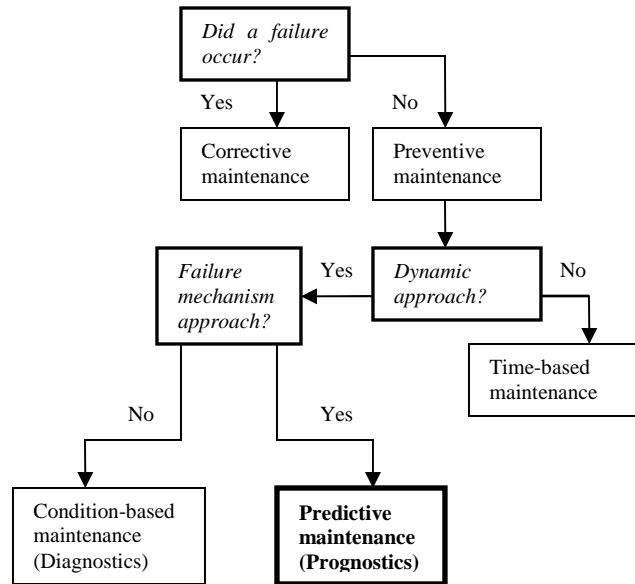 Did a failure
occur?
Yes
No
Corrective
maintenance
Preventive
maintenance
Failure
mechanism
approach?
Yes
Dynamic
approach?
No
Time-based
maintenance
No
Yes
Condition-based
maintenance
(Diagnostics)
Predictive
maintenance
(Prognostics)